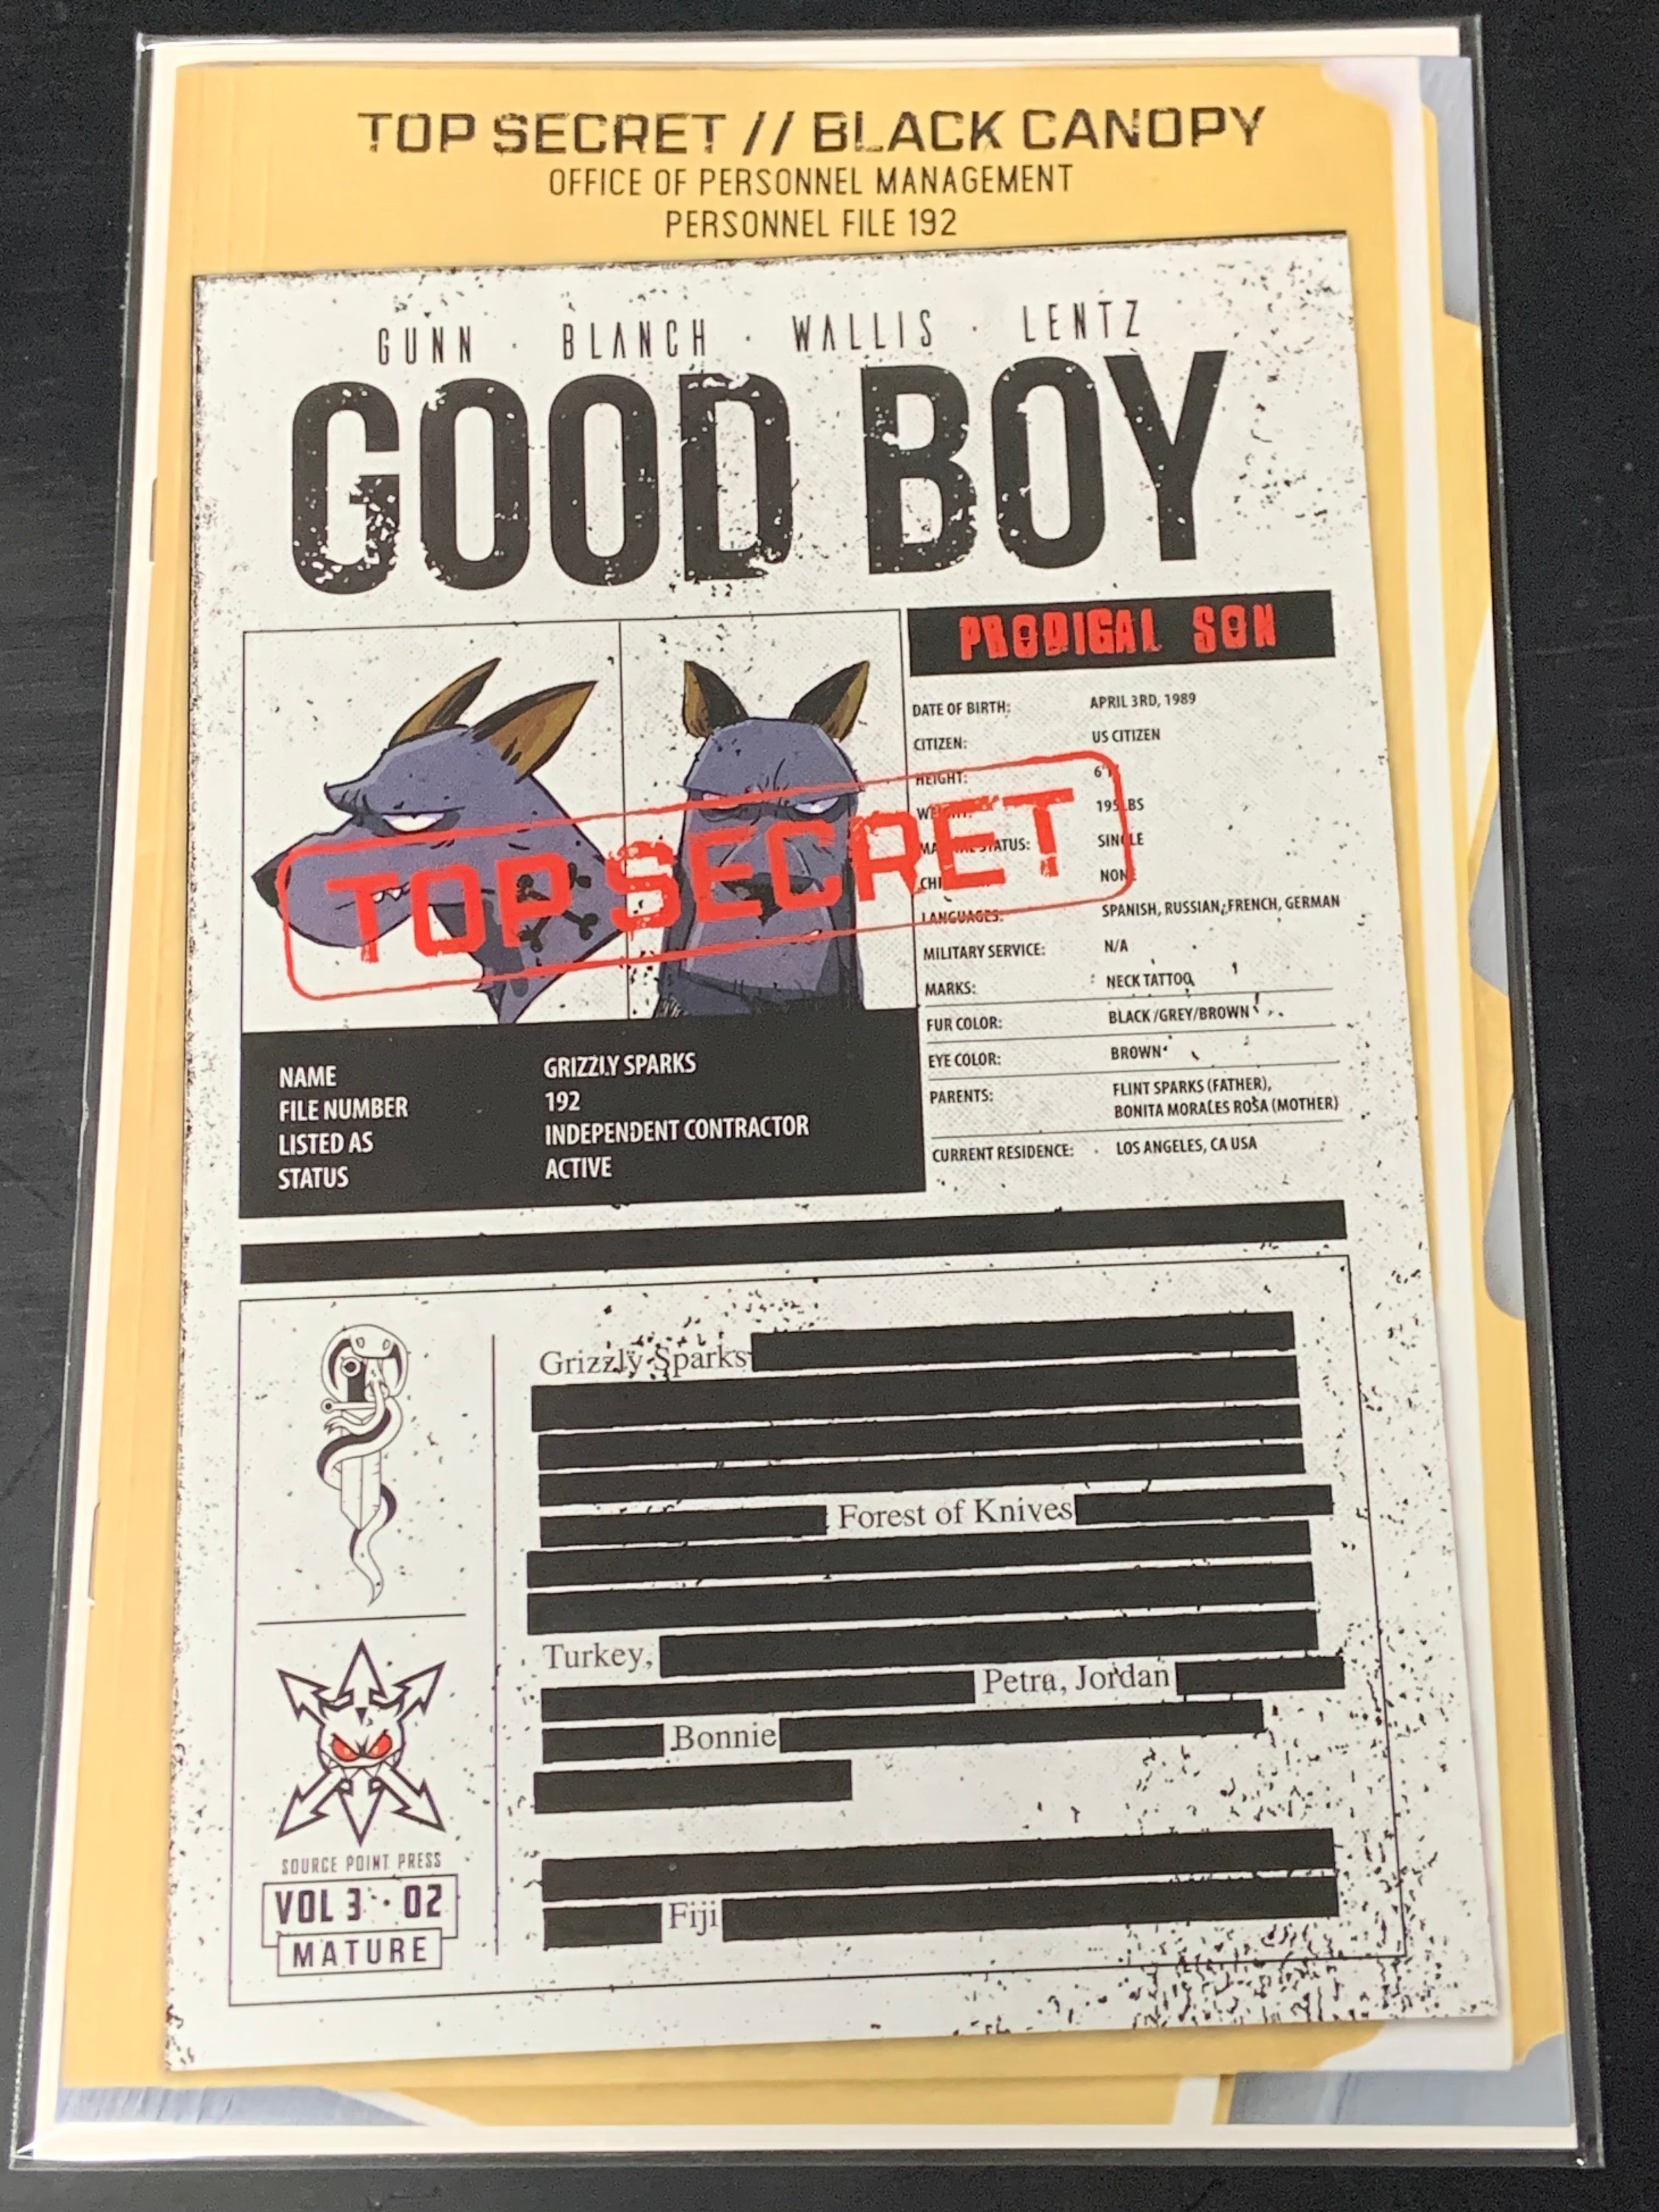 TOP SECRET // BLACK CANOPY
OFFICE OF PERSONNEL MANAGEMENT
PERSONNEL FILE 192
GUNN · BLANCH · WALLIS · LENTZ
GOOD BOY
PRODIGAL SON
DATE OF BIRTH: APRIL 3RD, 1989
CITIZEN: US CITIZEN
HEIGHT:
195 LBS
SINGLE
NONE
LANGUAGES: SPANISH, RUSSIAN, FRENCH, GERMAN
MILITARY SERVICE: N/A
MARKS: NECK TATTOO
FUR COLOR: BLACK /GREY/BROWN
EYE COLOR: BROWN
PARENTS: FLINT SPARKS (FATHER),
BONITA MORALES ROSA (MOTHER)
CURRENT RESIDENCE: LOS ANGELES, CA USA
TOP SECRET
NAME GRIZZLY SPARKS
FILE NUMBER 192
LISTED AS INDEPENDENT CONTRACTOR
STATUS ACTIVE
Grizzly Sparks
Forest of Knives
Turkey,
Petra, Jordan
Bonnie
Fiji
SOURCE POINT PRESS
VOL 3 · 02
MATURE